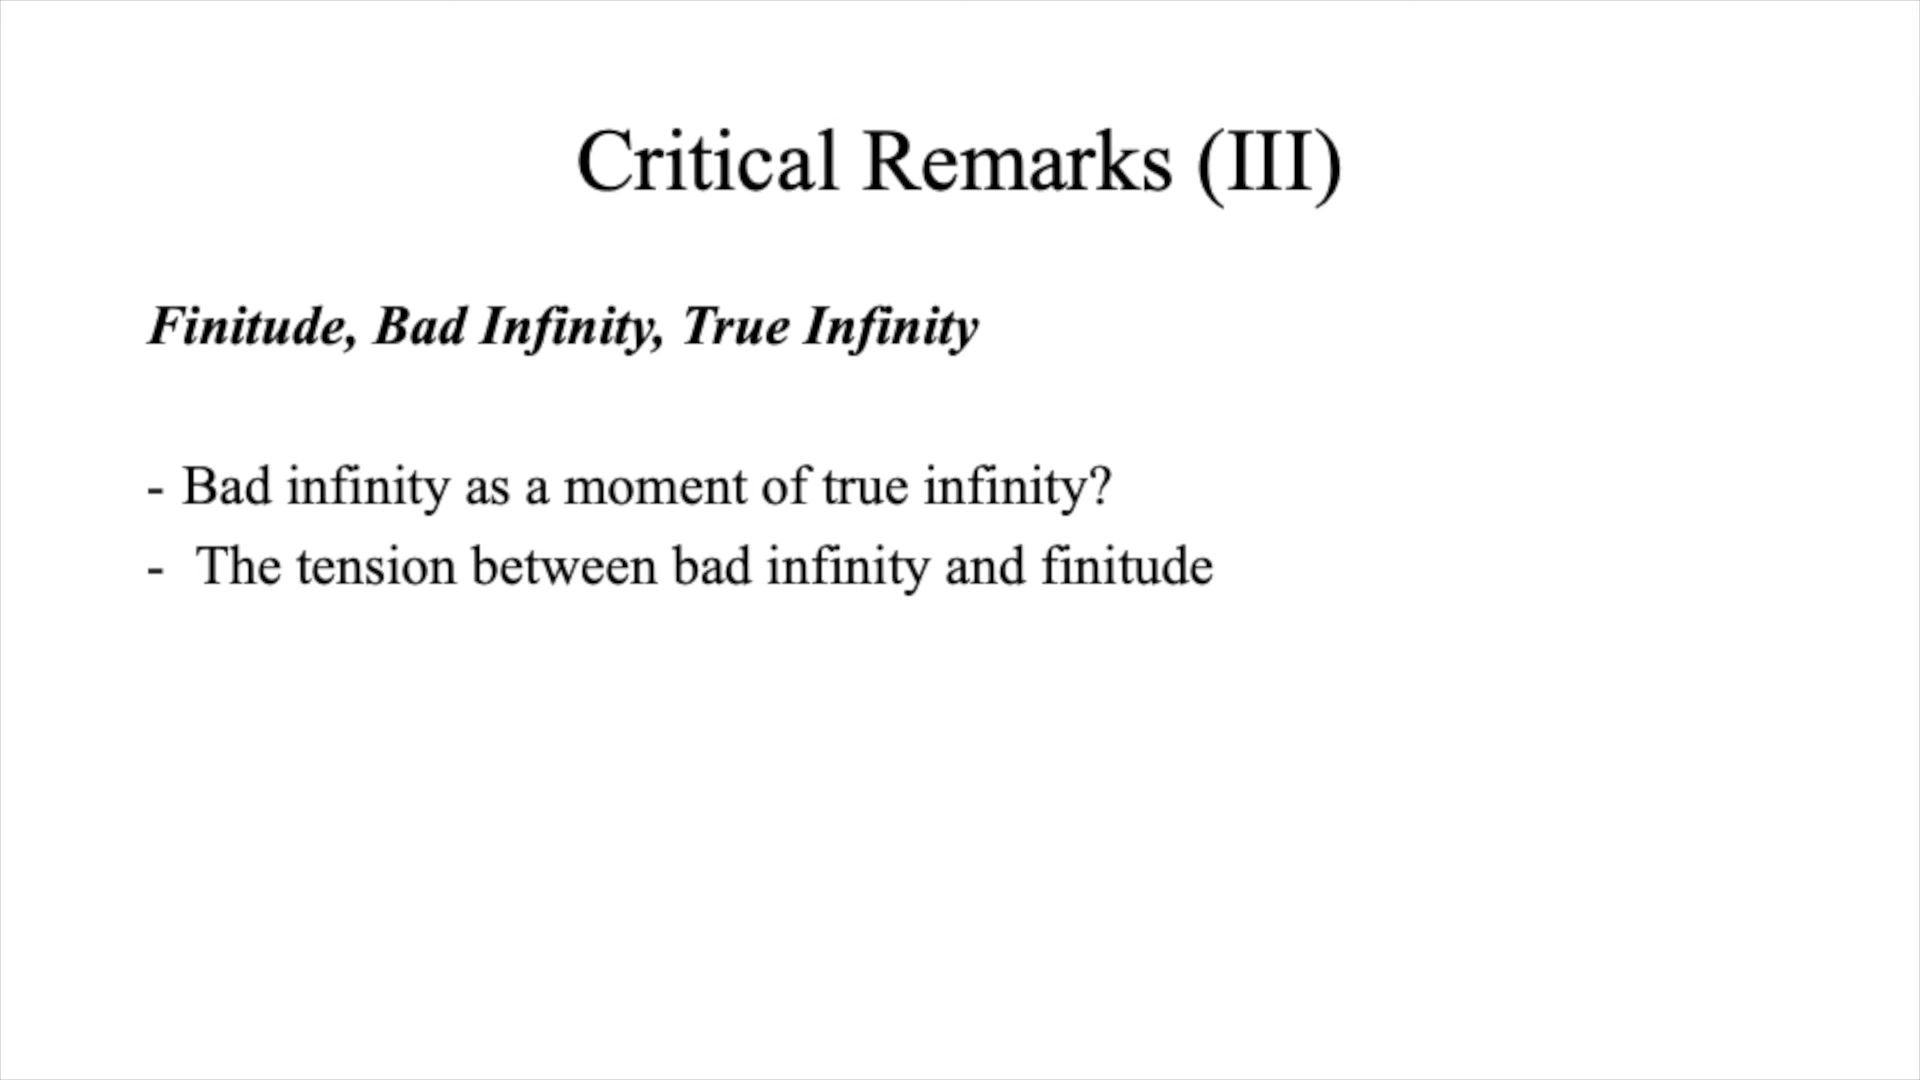 Critical Remarks (III)
Finitude, Bad Infinity, True Infinity
- Bad infinity as a moment of true infinity?
- The tension between bad infinity and finitude